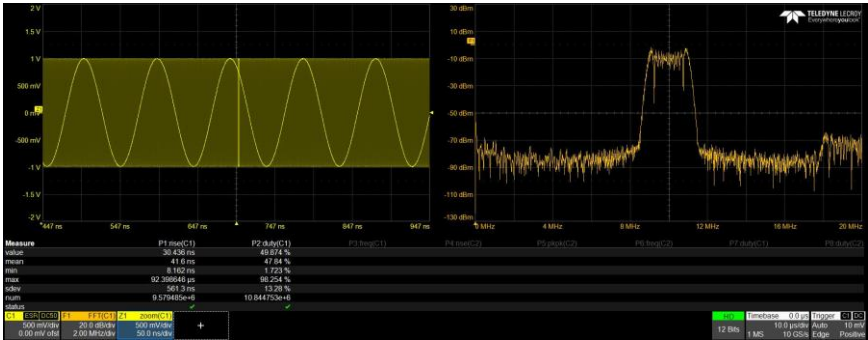 2 V
1.5 V
1 V
500 mV
0 mV
-500 mV
-1 V
-1.5 V
-2 V
447 ns 547 ns 647 ns 747 ns 847 ns 947 ns
Z1
30 dBm
10 dBm
-10 dBm
-30 dBm
-50 dBm
-70 dBm
-90 dBm
-110 dBm
-130 dBm
0 MHz 4 MHz 8 MHz 12 MHz 16 MHz 20 MHz
TELEDYNE LECROY
Everywhereyoulook
Measure P1:rise(C1) P2:duty(C1) P3:freq(C1) P4:rise(C2) P5:pkpk(C2) P6:freq(C2) P7:duty(C1) P8:duty(C2)
value 30.436 ns 49.874 %
mean 41.6 ns 47.84 %
min 8.162 ns 1.723 %
max 92.398646 µs 98.254 %
sdev 561.3 ns 13.28 %
num 9.579485e+6 10.844753e+6
status
C1 ESR DC50 F1 FFT(C1) Z1 zoom(C1)
500 mV/div 20.0 dB/div 500 mV/div
0.00 mV ofst 2.00 MHz/div 50.0 ns/div
+
HD Timebase 0.0 µs Trigger C1 DC
12 Bits 10.0 µs/div Auto 10 mV
1 MS 10 GS/s Edge Positive